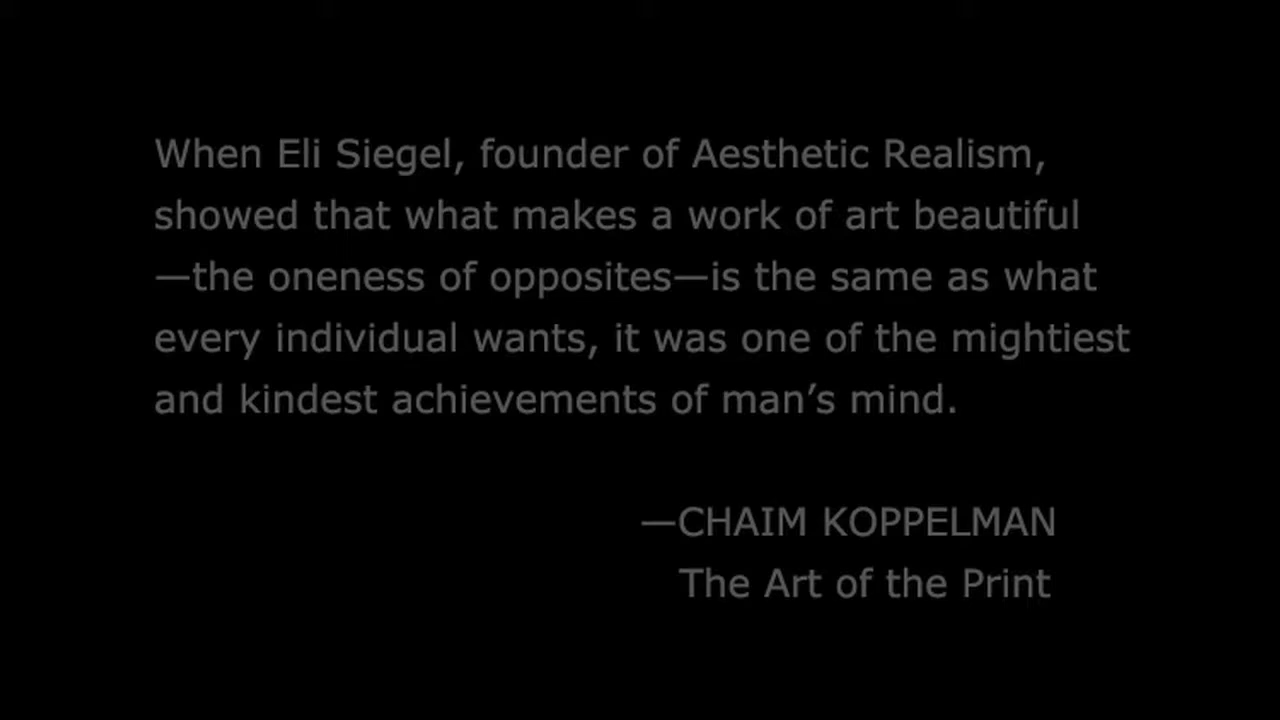 When Eli Siegel, founder of Aesthetic Realism,
showed that what makes a work of art beautiful
—the oneness of opposites—is the same as what
every individual wants, it was one of the mightiest
and kindest achievements of man’s mind.
—CHAIM KOPPELMAN
The Art of the Print